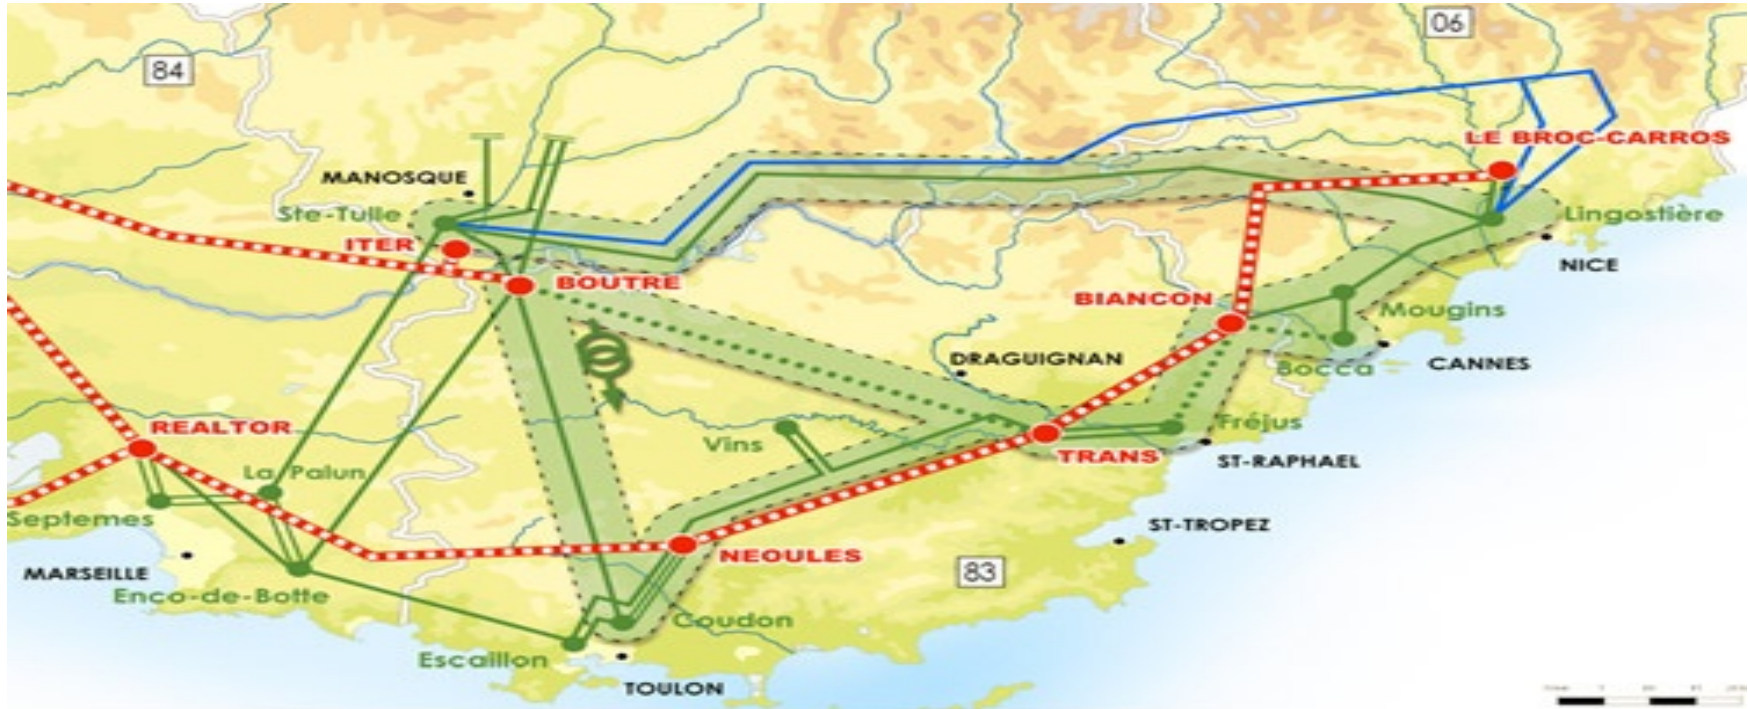 06
84
LE BROC-CARROS
MANOSQUE
Ste-Tulle
Lingostière
ITER
NICE
BOUTRE
BIANCON
Mougins
DRAGUIGNAN
CANNES
Bocca
REALTOR
Fréjus
Vins
TRANS
ST-RAPHAEL
La Palun
Septemes
ST-TROPEZ
NEOULES
MARSEILLE
83
Enco-de-Botte
Coudon
Escaillon
TOULON